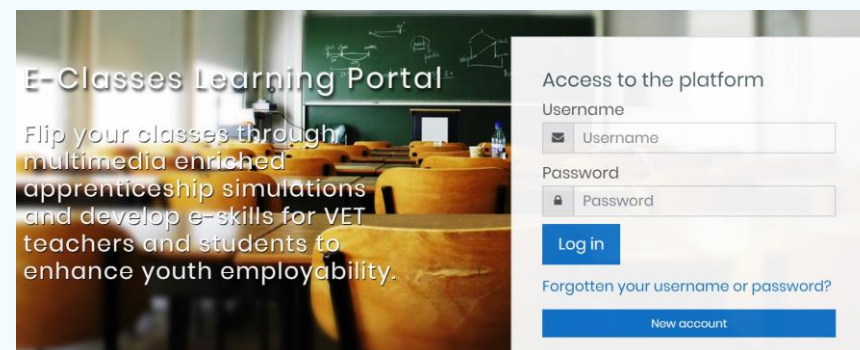 E-Classes Learning Portal
Flip your classes through
multimedia enriched
apprenticeship simulations
and develop e-skills for VET
teachers and students to
enhance youth employability.
Access to the platform
Username
Username
Password
Password
Log in
Forgotten your username or password?
New account